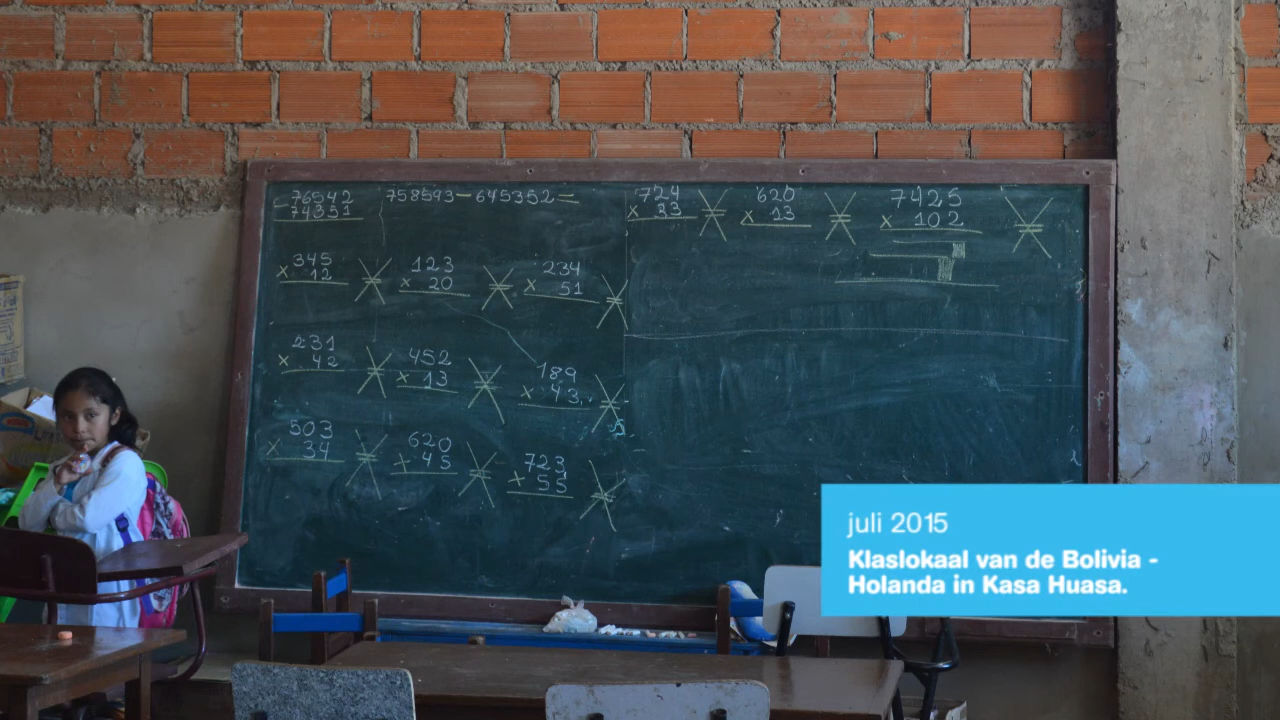 76542
74351
758593 - 645352 =
724
x 33
620
x 13
7425
x 102
345
x 12
123
x 20
234
x 51
231
x 42
452
x 13
189
x 43
503
x 34
620
x 45
723
x 55
juli 2015
Klaslokaal van de Bolivia -
Holanda in Kasa Huasa.